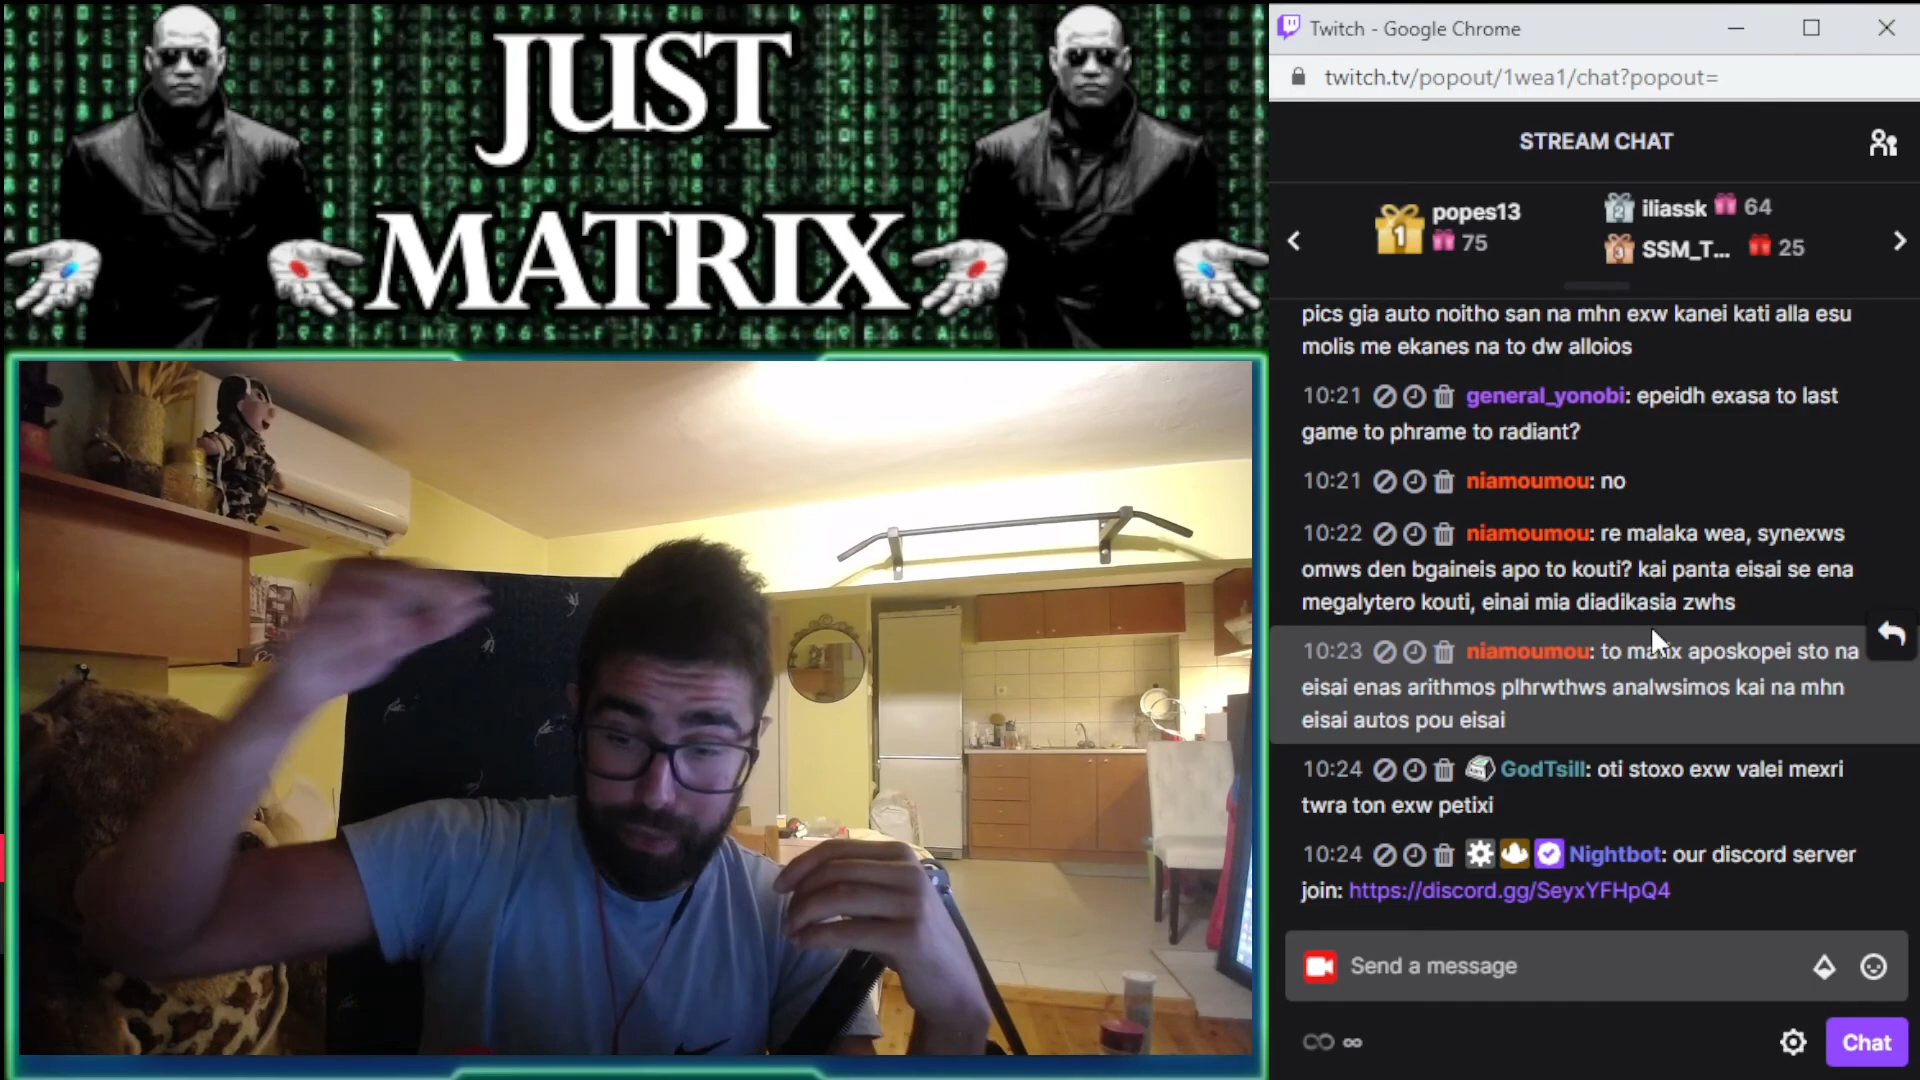 JUST
MATRIX
Twitch - Google Chrome
twitch.tv/popout/1wea1/chat?popout=
STREAM CHAT
1 popes13
75
2 iliassk 64
3 SSM_T... 25
pics gia auto noitho san na mhn exw kanei kati alla esu
molis me ekanes na to dw alloios
10:21 general_yonobi: epeidh exasa to last
game to phrame to radiant?
10:21 niamoumou: no
10:22 niamoumou: re malaka wea, synexws
omws den bgaineis apo to kouti? kai panta eisai se ena
megalytero kouti, einai mia diadikasia zwhs
10:23 niamoumou: to matix aposkopei sto na
eisai enas arithmos plhrwthws analwsimos kai na mhn
eisai autos pou eisai
10:24 GodTsill: oti stoxo exw valei mexri
twra ton exw petixi
10:24 Nightbot: our discord server
join: https://discord.gg/SeyxYFHpQ4
Send a message
Chat